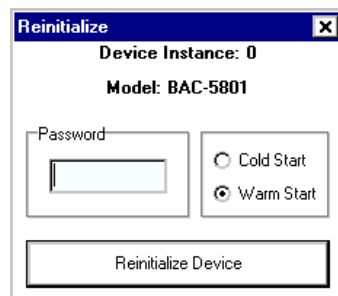 Reinitialize
Device Instance: 0
Model: BAC-5801
Password
Cold Start
Warm Start
Reinitialize Device